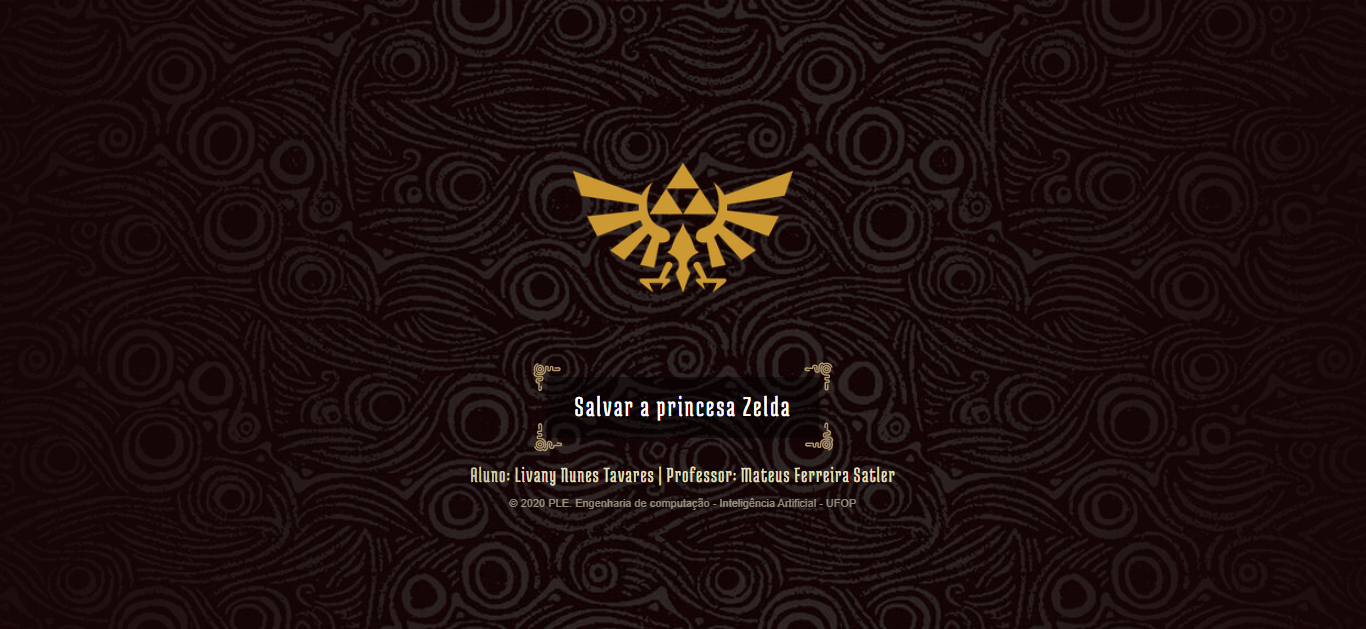 Salvar a princesa Zelda
Aluno: Livany Nunes Tavares | Professor: Mateus Ferreira Satler
© 2020 PLE. Engenharia de computação - Inteligência Artificial - UFOP